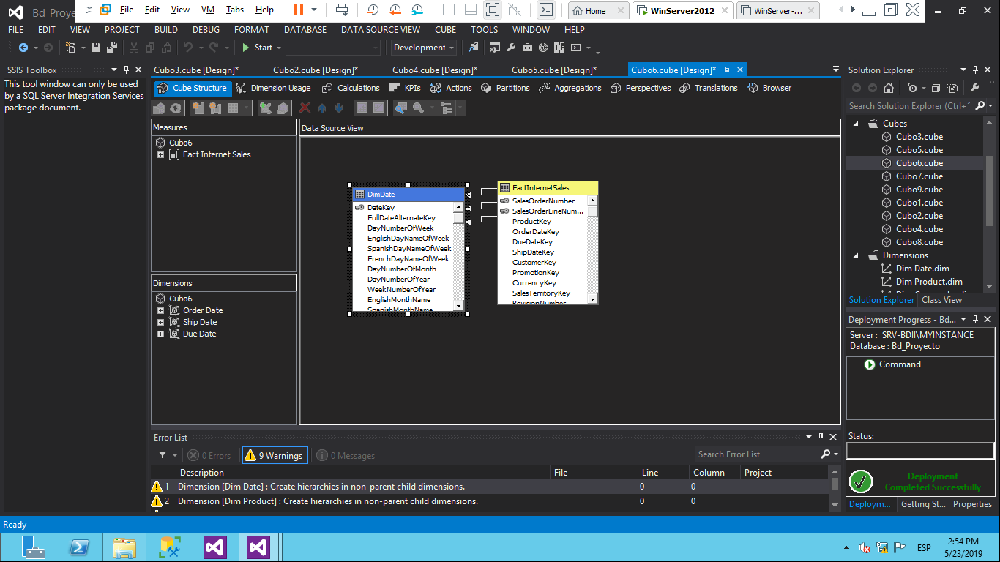 Bd_Proye
File Edit View VM Tabs Help
Home
WinServer2012
WinServer-...
FILE EDIT VIEW PROJECT BUILD DEBUG FORMAT DATABASE DATA SOURCE VIEW CUBE TOOLS WINDOW HELP
Start
Development
SSIS Toolbox
This tool window can only be used
by a SQL Server Integration Services
package document.
Cubo3.cube [Design]* Cubo2.cube [Design]* Cubo4.cube [Design]* Cubo5.cube [Design]* Cubo6.cube [Design]*
Cube Structure Dimension Usage Calculations KPIs Actions Partitions Aggregations Perspectives Translations Browser
Measures
Cubo6
Fact Internet Sales
Dimensions
Cubo6
Order Date
Ship Date
Due Date
Data Source View
DimDate
DateKey
FullDateAlternateKey
DayNumberOfWeek
EnglishDayNameOfWeek
SpanishDayNameOfWeek
FrenchDayNameOfWeek
DayNumberOfMonth
DayNumberOfYear
WeekNumberOfYear
EnglishMonthName
SpanishMonthName
FactInternetSales
SalesOrderNumber
SalesOrderLineNum...
ProductKey
OrderDateKey
DueDateKey
ShipDateKey
CustomerKey
PromotionKey
CurrencyKey
SalesTerritoryKey
RevisionNumber
Error List
0 Errors 9 Warnings 0 Messages
Search Error List
Description File Line Column Project
1 Dimension [Dim Date] : Create hierarchies in non-parent child dimensions. 0 0
2 Dimension [Dim Product] : Create hierarchies in non-parent child dimensions. 0 0
Solution Explorer
Search Solution Explorer (Ctrl+
Cubes
Cubo3.cube
Cubo5.cube
Cubo6.cube
Cubo7.cube
Cubo9.cube
Cubo1.cube
Cubo2.cube
Cubo4.cube
Cubo8.cube
Dimensions
Dim Date.dim
Dim Product.dim
Solution Explorer Class View
Deployment Progress - Bd...
Server : SRV-BDII\MYINSTANCE
Database : Bd_Proyecto
Command
Status:
Deployment
Completed Successfully
Deploym... Getting St... Properties
Ready
ESP
2:54 PM
5/23/2019